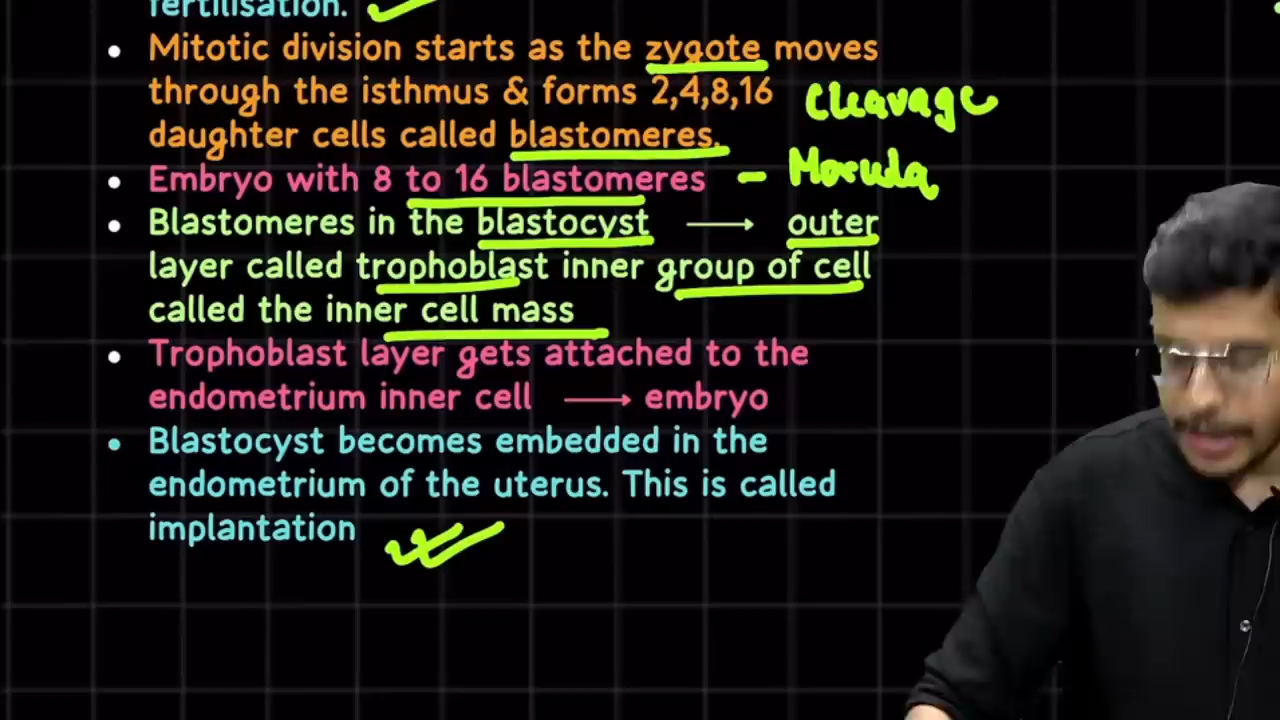 fertilisation.
• Mitotic division starts as the zygote moves
through the isthmus & forms 2,4,8,16 Cleavage
daughter cells called blastomeres.
• Embryo with 8 to 16 blastomeres - Morula
• Blastomeres in the blastocyst → outer
layer called trophoblast inner group of cell
called the inner cell mass
• Trophoblast layer gets attached to the
endometrium inner cell → embryo
• Blastocyst becomes embedded in the
endometrium of the uterus. This is called
implantation